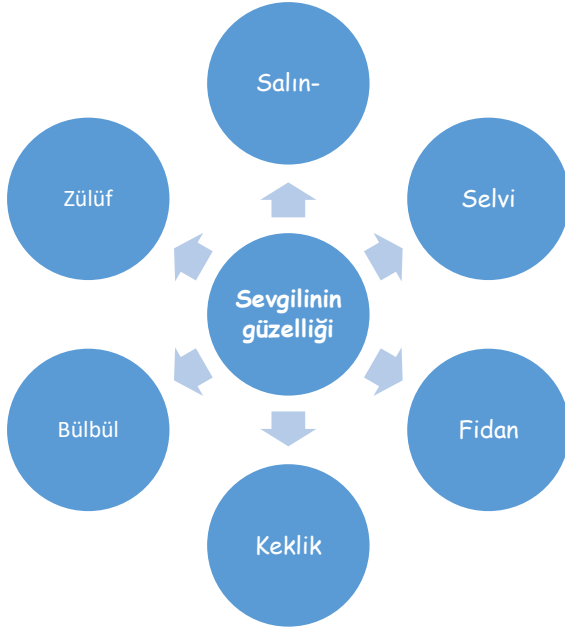 Salın-
Zülüf
Selvi
Sevgilinin
güzelliği
Bülbül
Fidan
Keklik